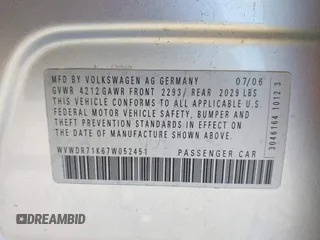 MFD BY VOLKSWAGEN AG GERMANY 07/06
GVWR 4212 GAWR FRONT 2293/ REAR 2029 LBS
THIS VEHICLE CONFORMS TO ALL APPLICABLE
FEDERAL MOTOR VEHICLE SAFETY, BUMPER AND
THEFT PREVENTION STANDARDS IN EFFECT ON THE
DATE OF MANUFACTURE SHOWN ABOVE
WVWDR71K67W052451 PASSENGER CAR
3046164 1012.3
DREAMBID